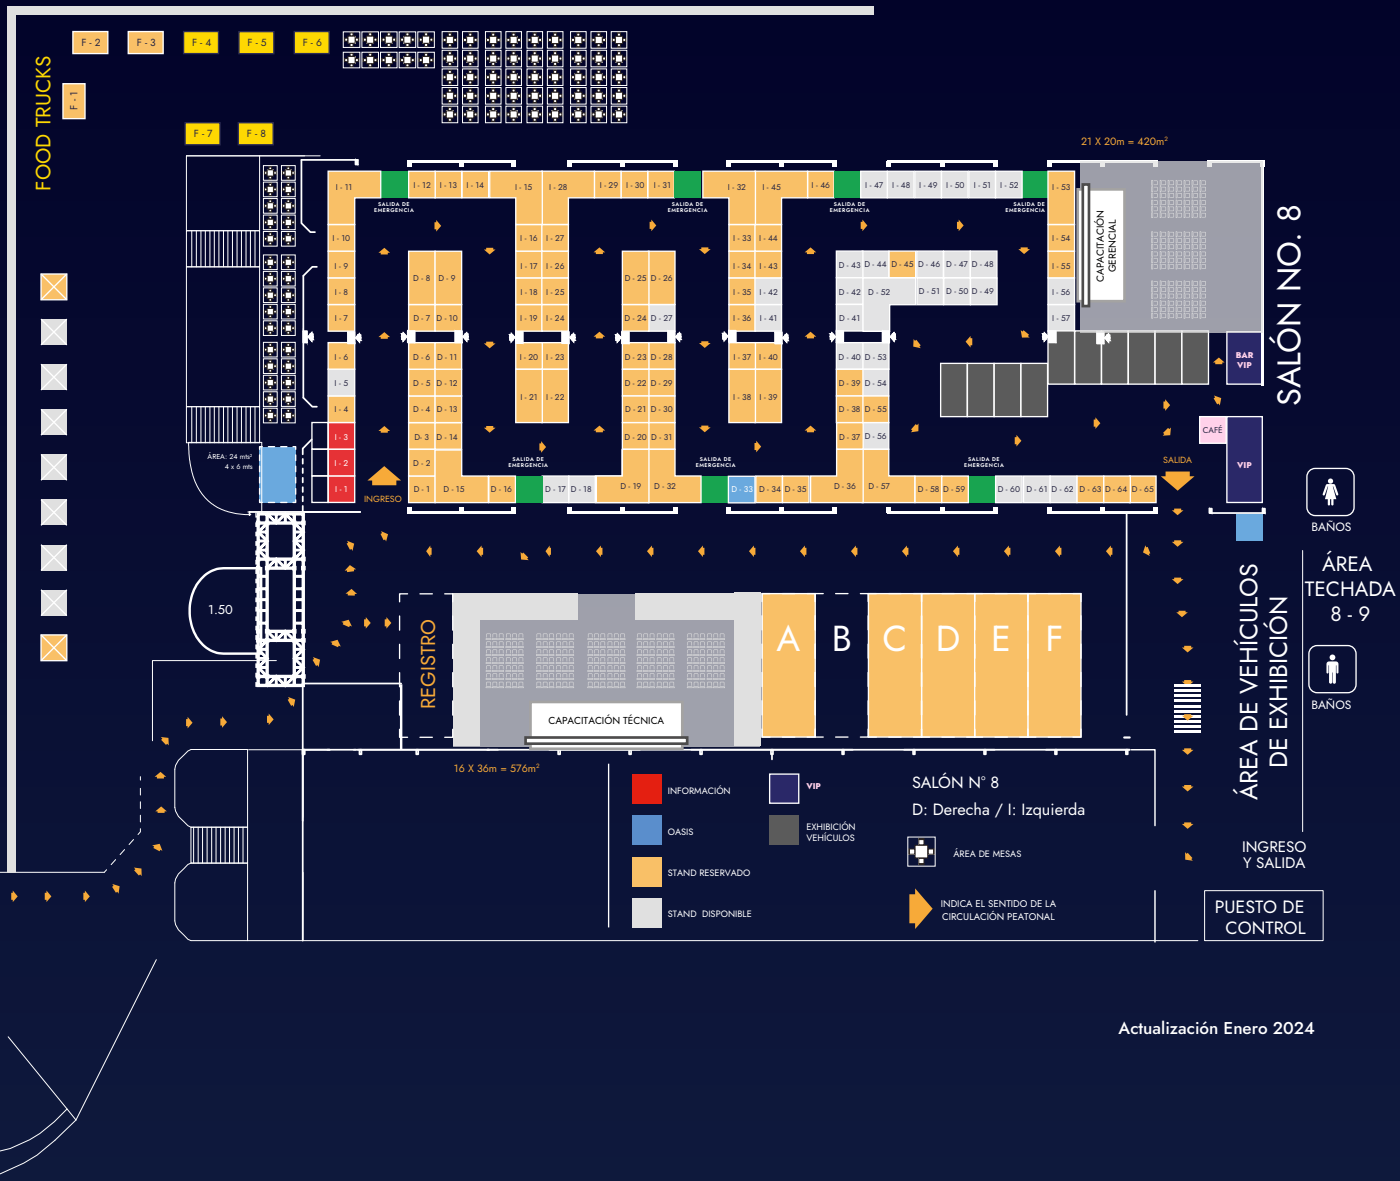 F - 2
F - 3
F - 4
F - 5
F - 6
F - 1
F - 7
F - 8
FOOD TRUCKS
21 X 20m = 420m²
I - 11
I - 12
I - 13
I - 14
I - 15
I - 28
I - 29
I - 30
I - 31
I - 32
I - 45
I - 46
I - 47
I - 48
I - 49
I - 50
I - 51
I - 52
I - 53
SALIDA DE
EMERGENCIA
SALIDA DE
EMERGENCIA
SALIDA DE
EMERGENCIA
SALIDA DE
EMERGENCIA
I - 10
I - 16
I - 27
I - 33
I - 44
I - 54
I - 9
D - 8
D - 9
I - 17
I - 26
D - 25
D - 26
I - 34
I - 43
D - 43
D - 44
D - 45
D - 46
D - 47
D - 48
I - 55
I - 8
I - 18
I - 25
I - 35
I - 42
D - 42
D - 52
D - 51
D - 50
D - 49
I - 56
I - 7
D - 7
D - 10
I - 19
I - 24
D - 24
D - 27
I - 36
I - 41
D - 41
I - 57
I - 6
D - 6
D - 11
I - 20
I - 23
D - 23
D - 28
I - 37
I - 40
D - 40
D - 53
I - 5
D - 5
D - 12
I - 21
I - 22
D - 22
D - 29
I - 38
I - 39
D - 39
D - 54
I - 4
D - 4
D - 13
D - 21
D - 30
D - 38
D - 55
I - 3
D - 3
D - 14
D - 20
D - 31
D - 37
D - 56
I - 2
D - 2
SALIDA DE
EMERGENCIA
SALIDA DE
EMERGENCIA
SALIDA DE
EMERGENCIA
I - 1
D - 1
D - 15
D - 16
D - 17
D - 18
D - 19
D - 32
D - 33
D - 34
D - 35
D - 36
D - 57
D - 58
D - 59
D - 60
D - 61
D - 62
D - 63
D - 64
D - 65
INGRESO
SALIDA
ÁREA: 24 mts²
4 x 6 mts
CAPACITACIÓN
GERENCIAL
BAR
VIP
CAFÉ
VIP
SALÓN NO. 8
BAÑOS
ÁREA
TECHADA
8 - 9
BAÑOS
ÁREA DE VEHÍCULOS
DE EXHIBICIÓN
INGRESO
Y SALIDA
PUESTO DE
CONTROL
1.50
REGISTRO
CAPACITACIÓN TÉCNICA
A
B
C
D
E
F
16 X 36m = 576m²
INFORMACIÓN
OASIS
STAND RESERVADO
STAND DISPONIBLE
VIP
EXHIBICIÓN
VEHÍCULOS
SALÓN N° 8
D: Derecha / I: Izquierda
ÁREA DE MESAS
INDICA EL SENTIDO DE LA
CIRCULACIÓN PEATONAL
Actualización Enero 2024